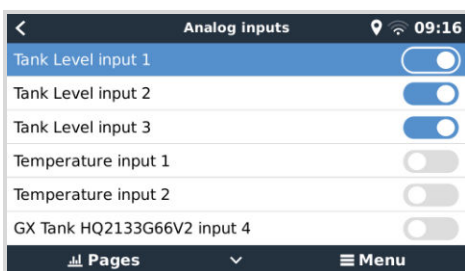 Analog inputs 09:16
Tank Level input 1
Tank Level input 2
Tank Level input 3
Temperature input 1
Temperature input 2
GX Tank HQ2133G66V2 input 4
Pages Menu